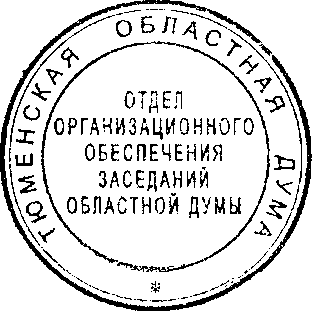 ТЮМЕНСКАЯ ОБЛАСТНАЯ ДУМА
ОТДЕЛ
ОРГАНИЗАЦИОННОГО
ОБЕСПЕЧЕНИЯ
ЗАСЕДАНИЙ
ОБЛАСТНОЙ ДУМЫ
*